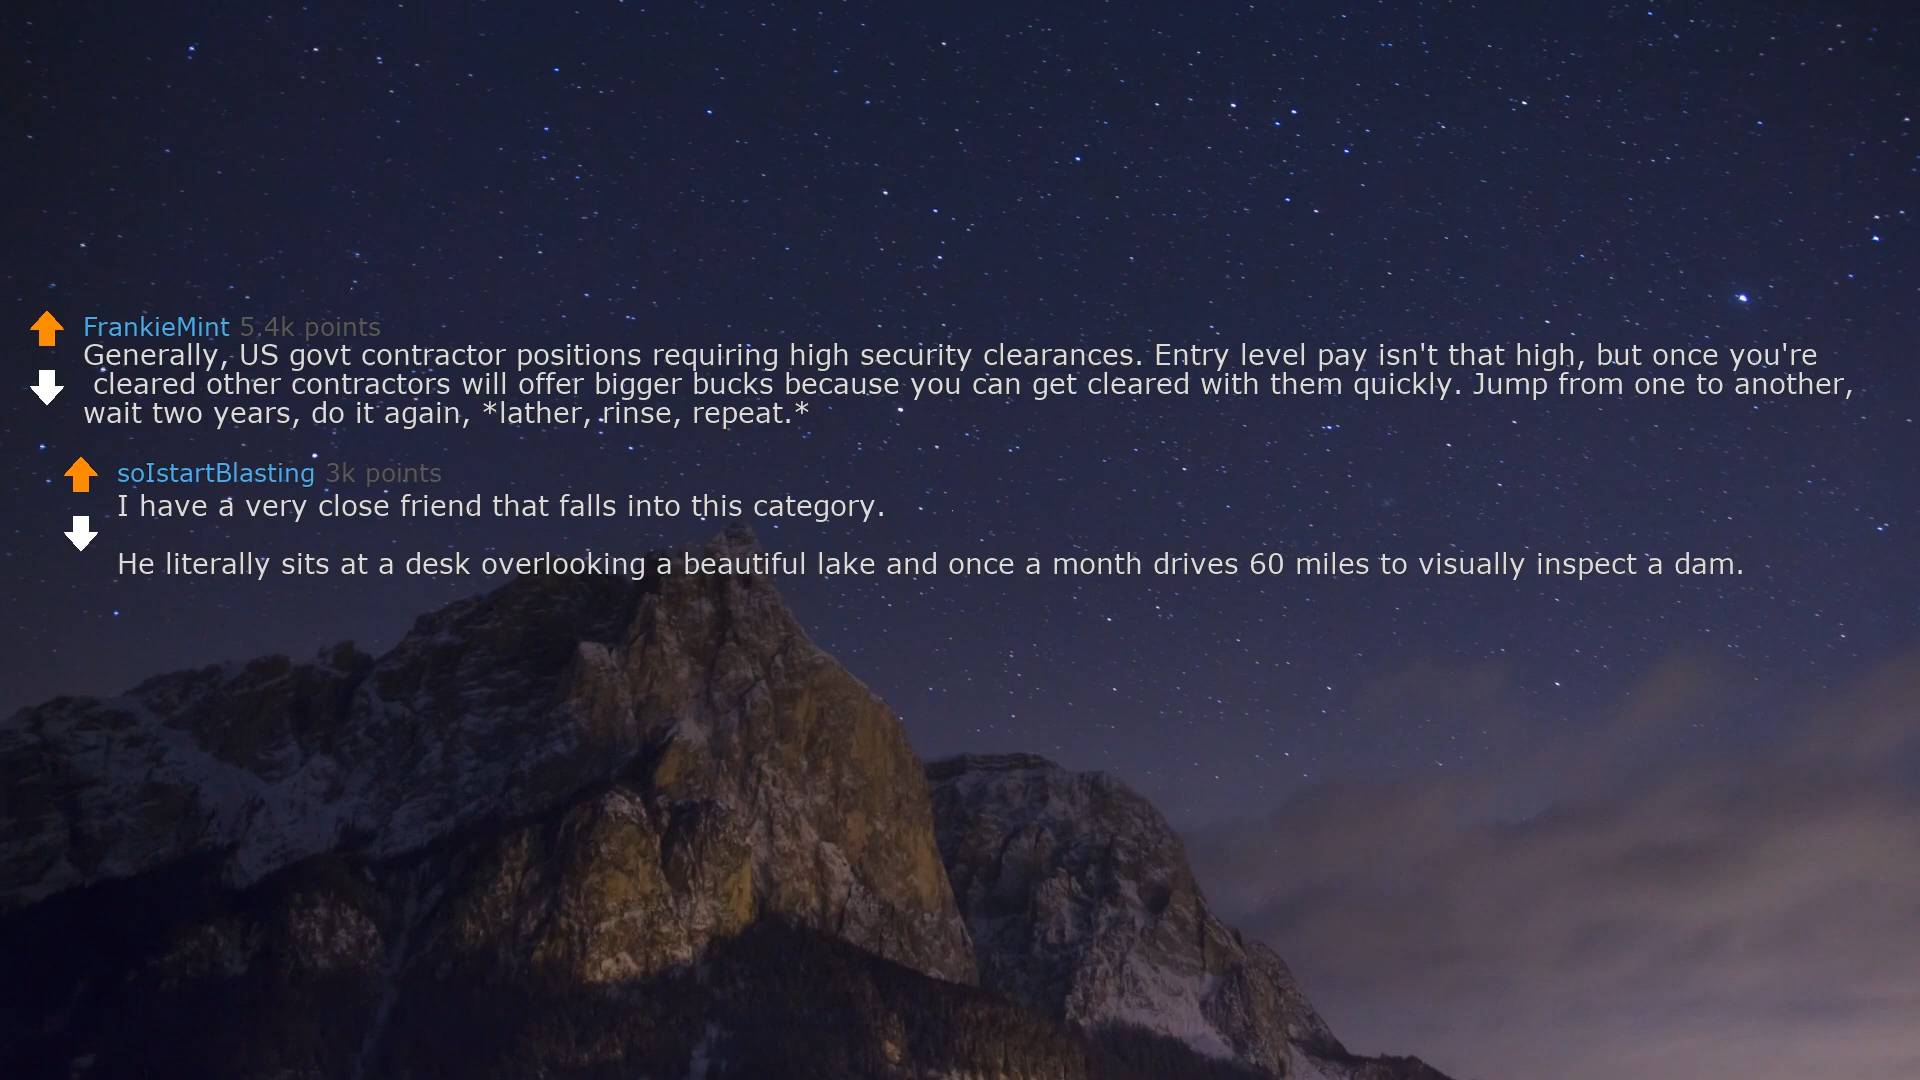 FrankieMint 5.4k points
Generally, US govt contractor positions requiring high security clearances. Entry level pay isn't that high, but once you're
cleared other contractors will offer bigger bucks because you can get cleared with them quickly. Jump from one to another,
wait two years, do it again, *lather, rinse, repeat.*
soIstartBlasting 3k points
I have a very close friend that falls into this category.
He literally sits at a desk overlooking a beautiful lake and once a month drives 60 miles to visually inspect a dam.